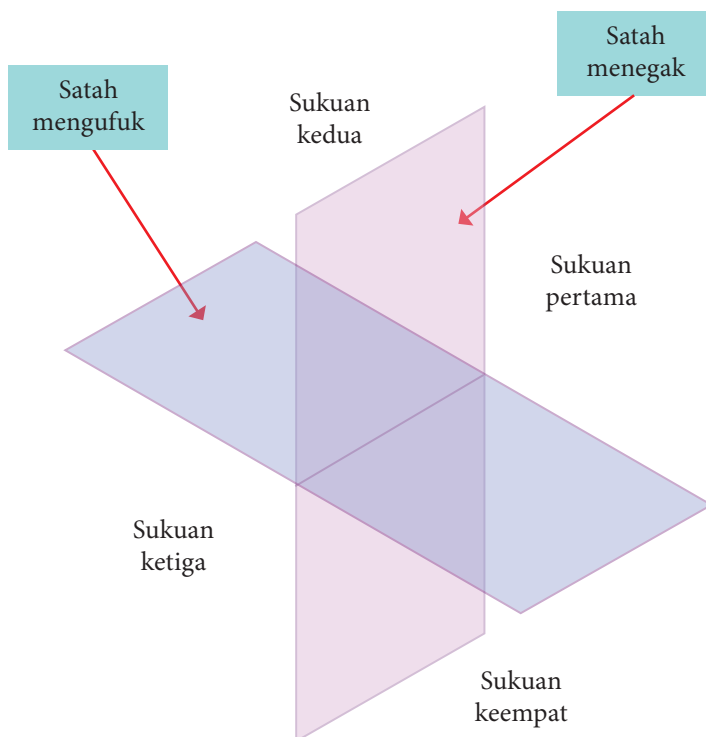 Satah
mengufuk
Sukuan
kedua
Satah
menegak
Sukuan
pertama
Sukuan
ketiga
Sukuan
keempat